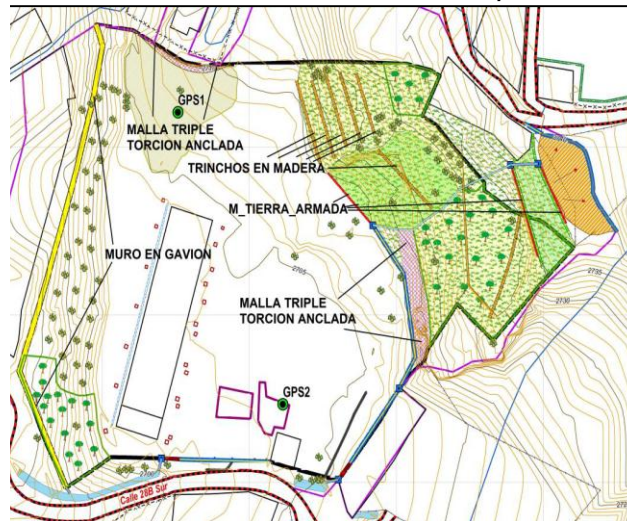 GPS1
MALLA TRIPLE
TORCION ANCLADA
TRINCHOS EN MADERA
M_TIERRA_ARMADA
MURO EN GAVION
2765
MALLA TRIPLE
TORCION ANCLADA
2735
2730
GPS2
Calle 28B Sur